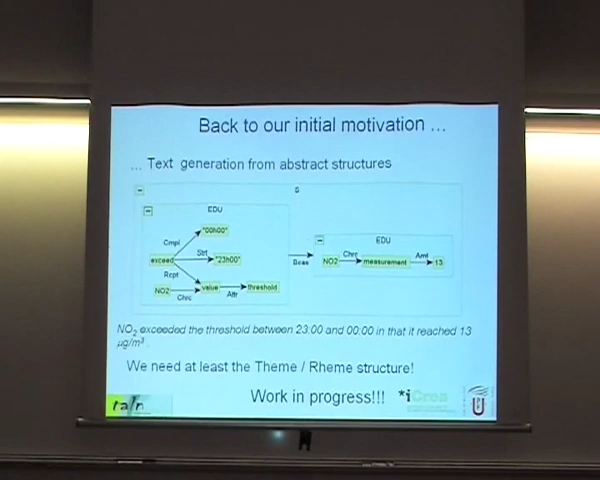 Back to our initial motivation ...
... Text generation from abstract structures
S
EDU
"00h00"
Cmpl
exceed
Strt
"23h00"
Rcpt
NO2
Chrc
value
Attr
threshold
EDU
NO2
Chrc
measurement
Amt
13
NO2 exceeded the threshold between 23:00 and 00:00 in that it reached 13
µg/m³.
We need at least the Theme / Rheme structure!
Work in progress!!!
taln
*iCrea